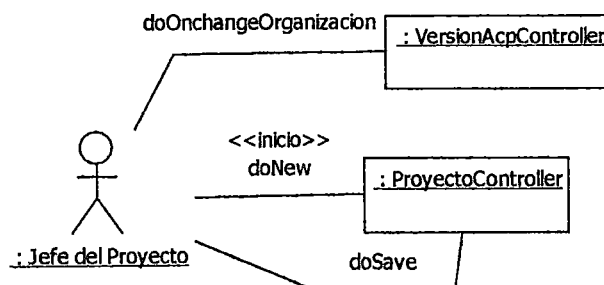 doOnchangeOrganizacion
: VersionAcpController
<<inicio>>
doNew
: ProyectoController
: Jefe del Proyecto
doSave